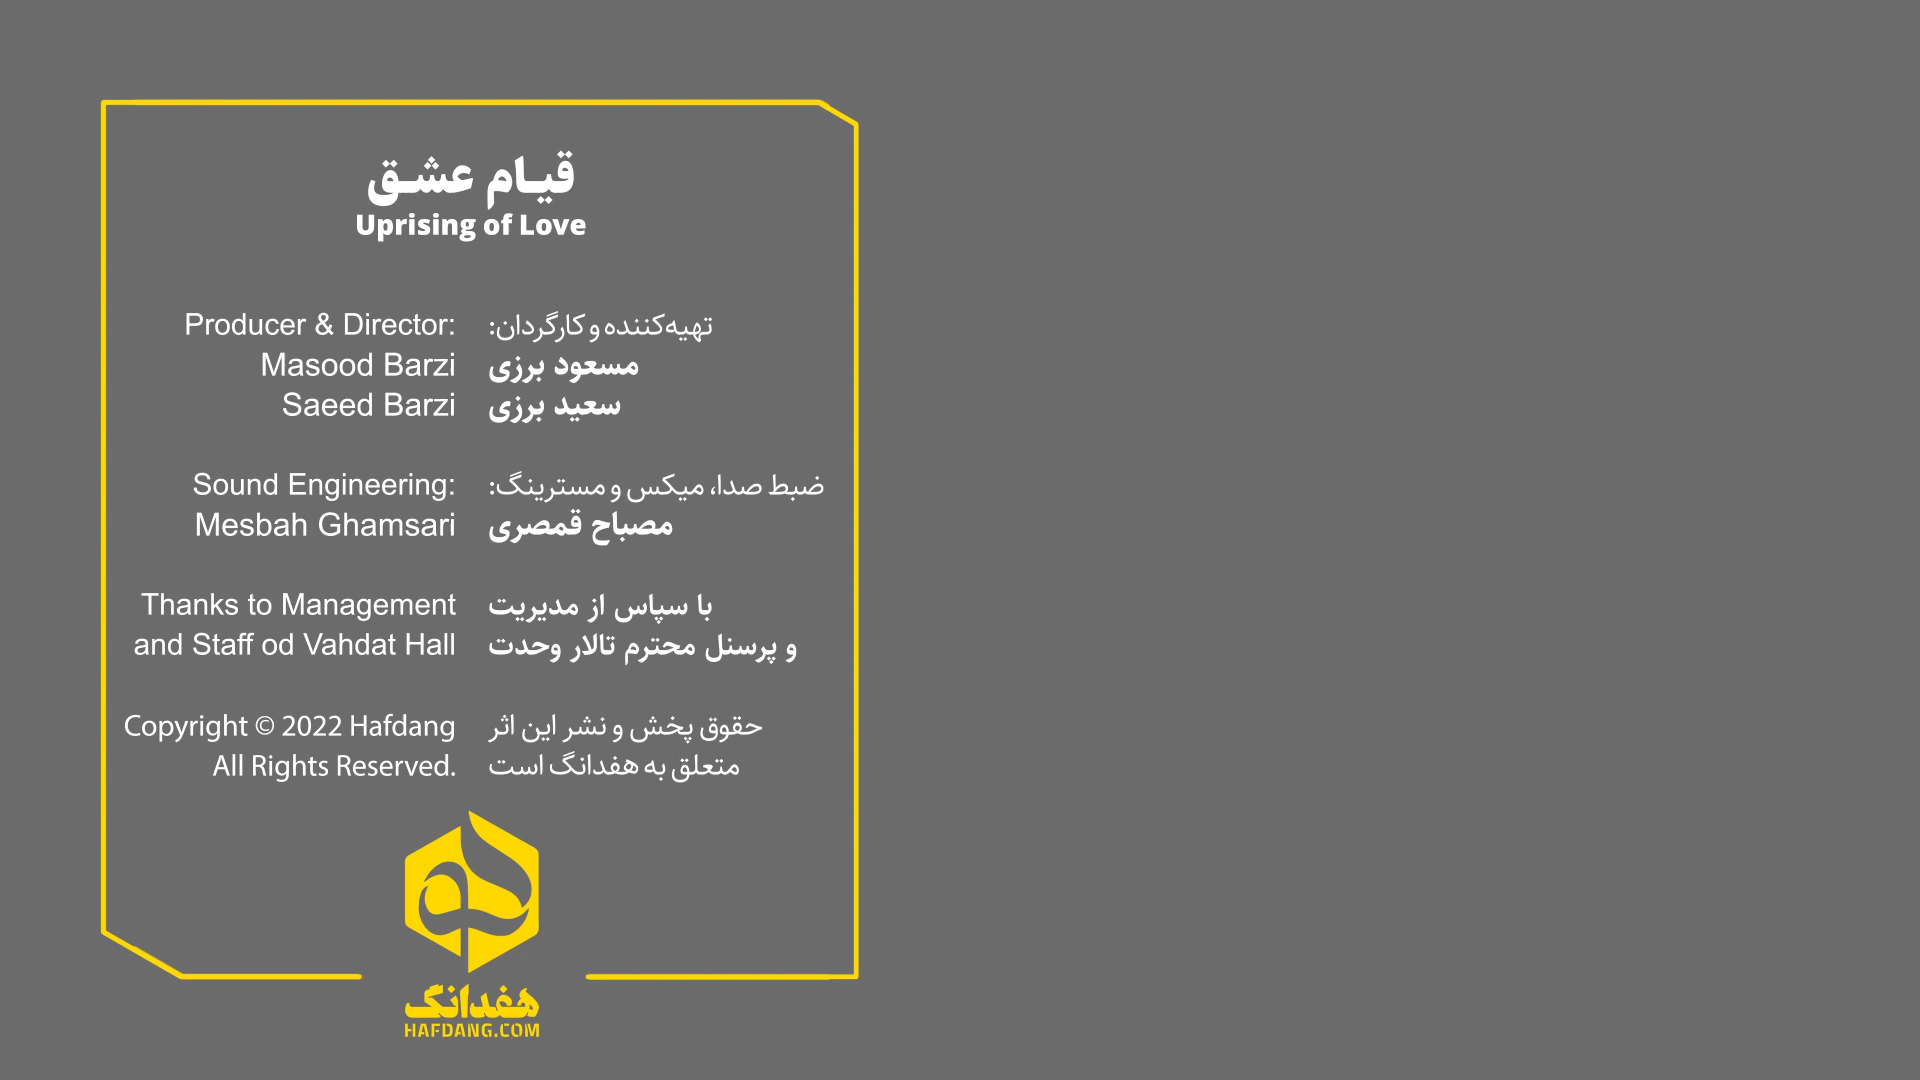 قیام عشق
Uprising of Love
Producer & Director:
تهیه‌کننده و کارگردان:
Masood Barzi
مسعود برزی
Saeed Barzi
سعید برزی
Sound Engineering:
ضبط صدا، میکس و مسترینگ:
Mesbah Ghamsari
مصباح قمصری
Thanks to Management
با سپاس از مدیریت
and Staff od Vahdat Hall
و پرسنل محترم تالار وحدت
Copyright © 2022 Hafdang
حقوق پخش و نشر این اثر
All Rights Reserved.
متعلق به هفدانگ است
هفدانگ
HAFDANG.COM